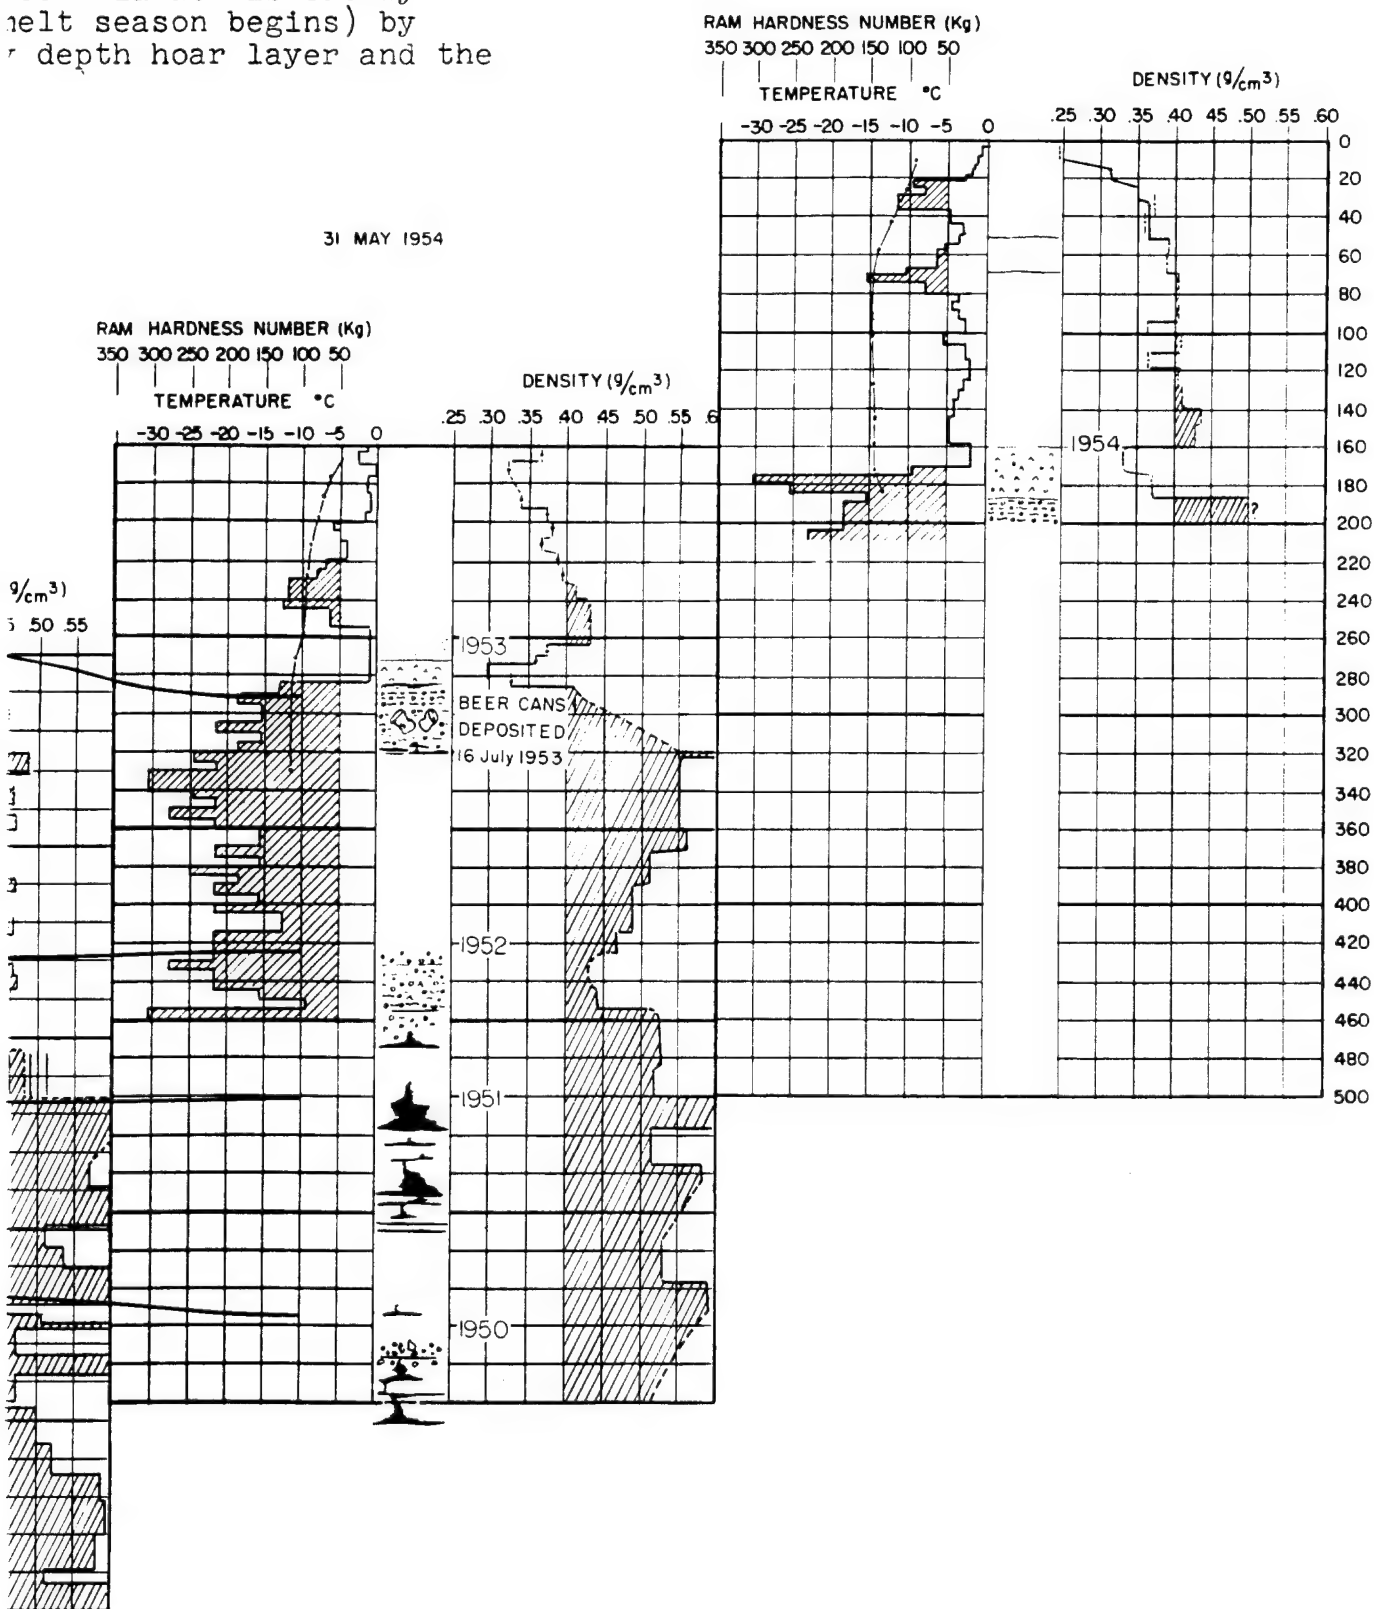 melt season begins) by
depth hoar layer and the
RAM HARDNESS NUMBER (Kg)
350 300 250 200 150 100 50
TEMPERATURE °C
-30 -25 -20 -15 -10 -5 0
DENSITY (g/cm³)
.25 .30 .35 .40 .45 .50 .55 .60
0
20
40
60
80
100
120
140
160
180
200
220
240
260
280
300
320
340
360
380
400
420
440
460
480
500
1954
?
31 MAY 1954
RAM HARDNESS NUMBER (Kg)
350 300 250 200 150 100 50
TEMPERATURE °C
-30 -25 -20 -15 -10 -5 0
DENSITY (g/cm³)
.25 .30 .35 .40 .45 .50 .55 .6
1953
BEER CANS
DEPOSITED
16 July 1953
1952
1951
1950
g/cm³)
5 .50 .55